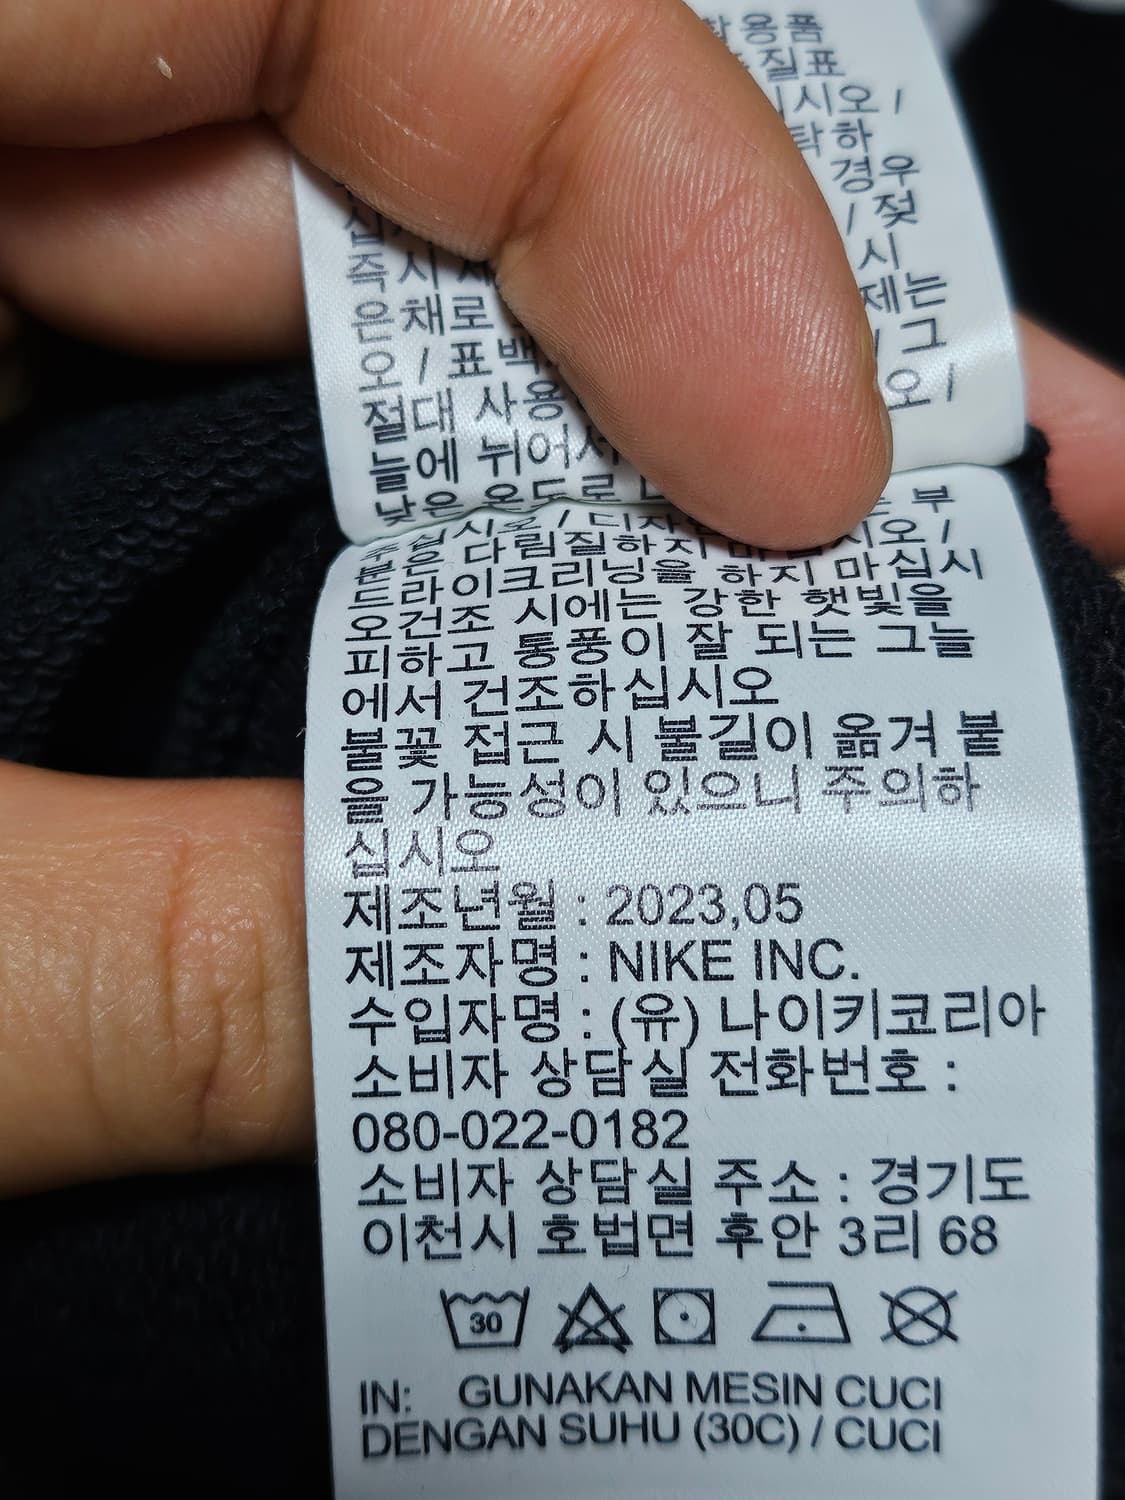 용품
질표
시오 /
탁하
경우
/ 젖
시
즉시
제는
은 채로
/ 그
오 / 표백
오 /
절대 사용
늘에 뉘어서
낮은 온도로
부
십시오 / 디자인
시오 /
분은 다림질하지 마십시오 /
드라이크리닝을 하지 마십시
오건조 시에는 강한 햇빛을
피하고 통풍이 잘 되는 그늘
에서 건조하십시오
불꽃 접근 시 불길이 옮겨 붙
을 가능성이 있으니 주의하
십시오
제조년월 : 2023,05
제조자명 : NIKE INC.
수입자명 : (유) 나이키코리아
소비자 상담실 전화번호 :
080-022-0182
소비자 상담실 주소 : 경기도
이천시 호법면 후안 3리 68
30
IN: GUNAKAN MESIN CUCI
DENGAN SUHU (30C) / CUCI